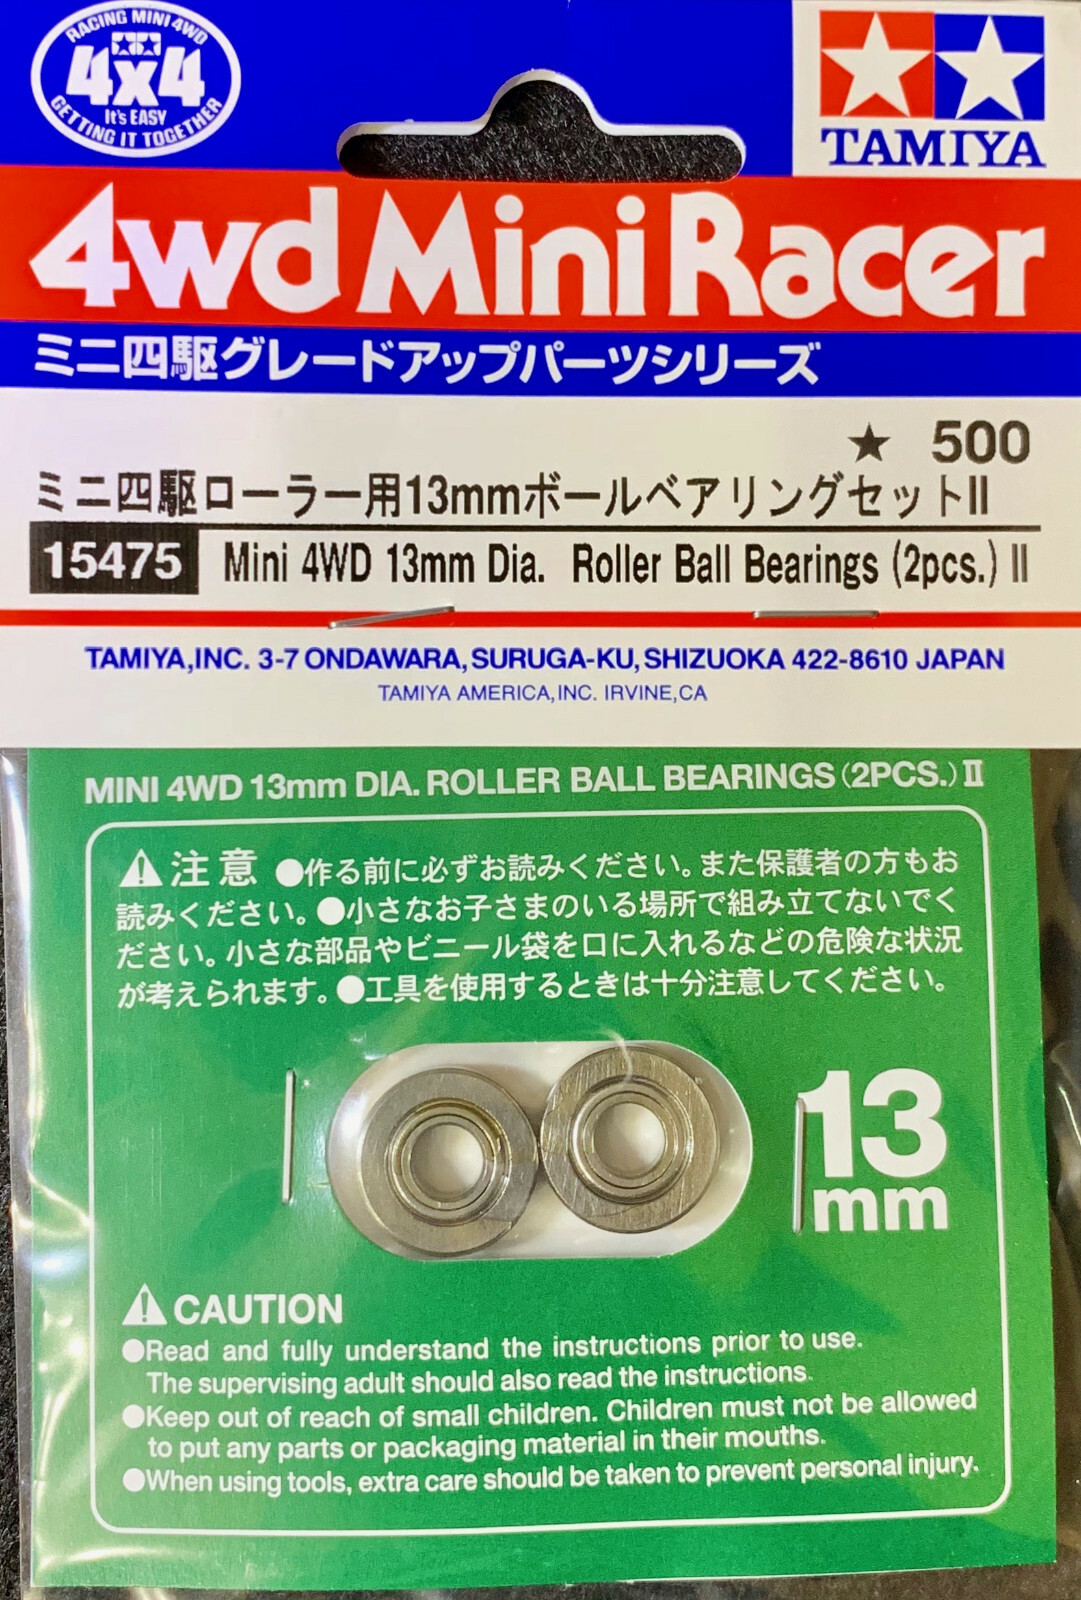 RACING MINI 4WD
4x4
It's EASY
GETTING IT TOGETHER
TAMIYA
4wd Mini Racer
ミニ四駆グレードアップパーツシリーズ
★ 500
ミニ四駆ローラー用13mmボールベアリングセットII
15475 Mini 4WD 13mm Dia. Roller Ball Bearings (2pcs.) II
TAMIYA,INC. 3-7 ONDAWARA, SURUGA-KU, SHIZUOKA 422-8610 JAPAN
TAMIYA AMERICA,INC. IRVINE,CA
MINI 4WD 13mm DIA. ROLLER BALL BEARINGS(2PCS.)II
注意 ●作る前に必ずお読みください。また保護者の方もお
読みください。●小さなお子さまのいる場所で組み立てないでく
ださい。小さな部品やビニール袋を口に入れるなどの危険な状況
が考えられます。●工具を使用するときは十分注意してください。
13
mm
CAUTION
●Read and fully understand the instructions prior to use.
The supervising adult should also read the instructions.
●Keep out of reach of small children. Children must not be allowed
to put any parts or packaging material in their mouths.
●When using tools, extra care should be taken to prevent personal injury.